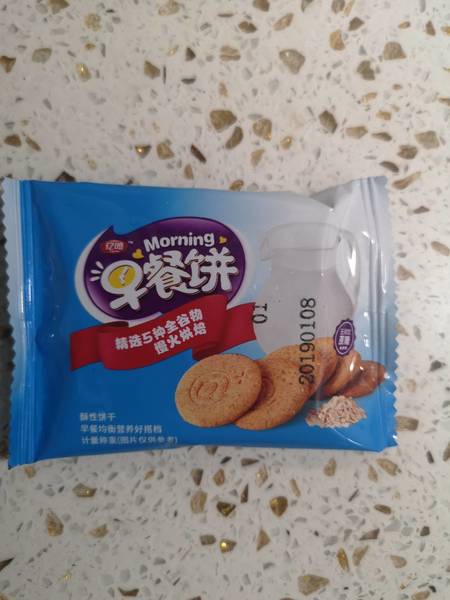 Morning
早餐饼
精选5种全谷物
慢火烘焙
01
20190108
酥性饼干
早餐均衡营养好搭档
计量称重(图片仅供参考)